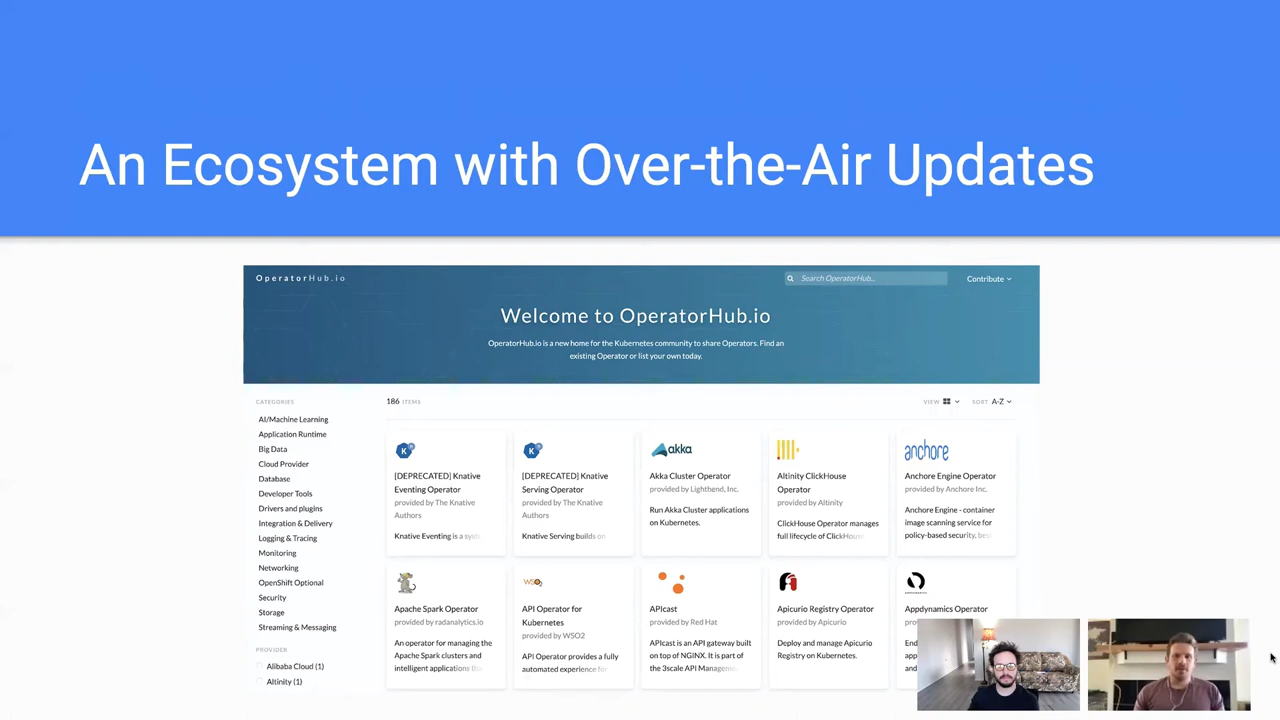 An Ecosystem with Over-the-Air Updates
OperatorHub.io
Search OperatorHub...
Contribute
Welcome to OperatorHub.io
OperatorHub.io is a new home for the Kubernetes community to share Operators. Find an
existing Operator or list your own today.
CATEGORIES
AI/Machine Learning
Application Runtime
Big Data
Cloud Provider
Database
Developer Tools
Drivers and plugins
Integration & Delivery
Logging & Tracing
Monitoring
Networking
OpenShift Optional
Security
Storage
Streaming & Messaging
PROVIDER
Alibaba Cloud (1)
Altinity (1)
186 ITEMS
VIEW
SORT A-Z
K
[DEPRECATED] Knative
Eventing Operator
provided by The Knative
Authors
Knative Eventing is a
K
[DEPRECATED] Knative
Serving Operator
provided by The Knative
Authors
Knative Serving builds on
akka
Akka Cluster Operator
provided by Lightbend, Inc.
Run Akka Cluster applications
on Kubernetes.
Altinity ClickHouse
Operator
provided by Altinity
ClickHouse Operator manages
full lifecycle of ClickHouse
anchore
Anchore Engine Operator
provided by Anchore Inc.
Anchore Engine - container
image scanning service for
policy-based security,
Apache Spark Operator
provided by radanalytics.io
An operator for managing the
Apache Spark clusters and
intelligent applications
WSO2
API Operator for
Kubernetes
provided by WSO2
API Operator provides a fully
automated experience for
APIcast
provided by Red Hat
APIcast is an API gateway built
on top of NGINX. It is part of
the 3scale API
Apicurio Registry Operator
provided by Apicurio
Deploy and manage Apicurio
Registry on Kubernetes.
Appdynamics Operator